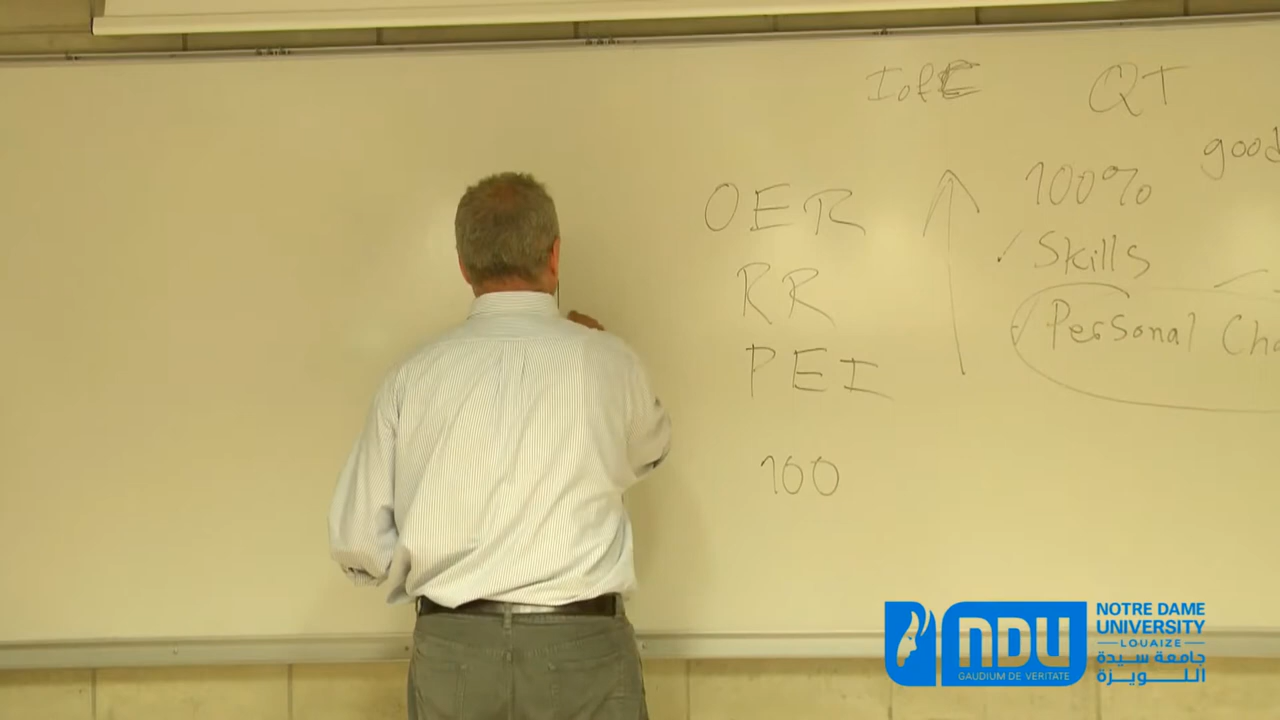 QT
good
OER
100%
RR
Skills
PEI
Personal Cha
100
NDU
GAUDIUM DE VERITATE
NOTRE DAME
UNIVERSITY
LOUAIZE
جامعة سيدة
اللويزة